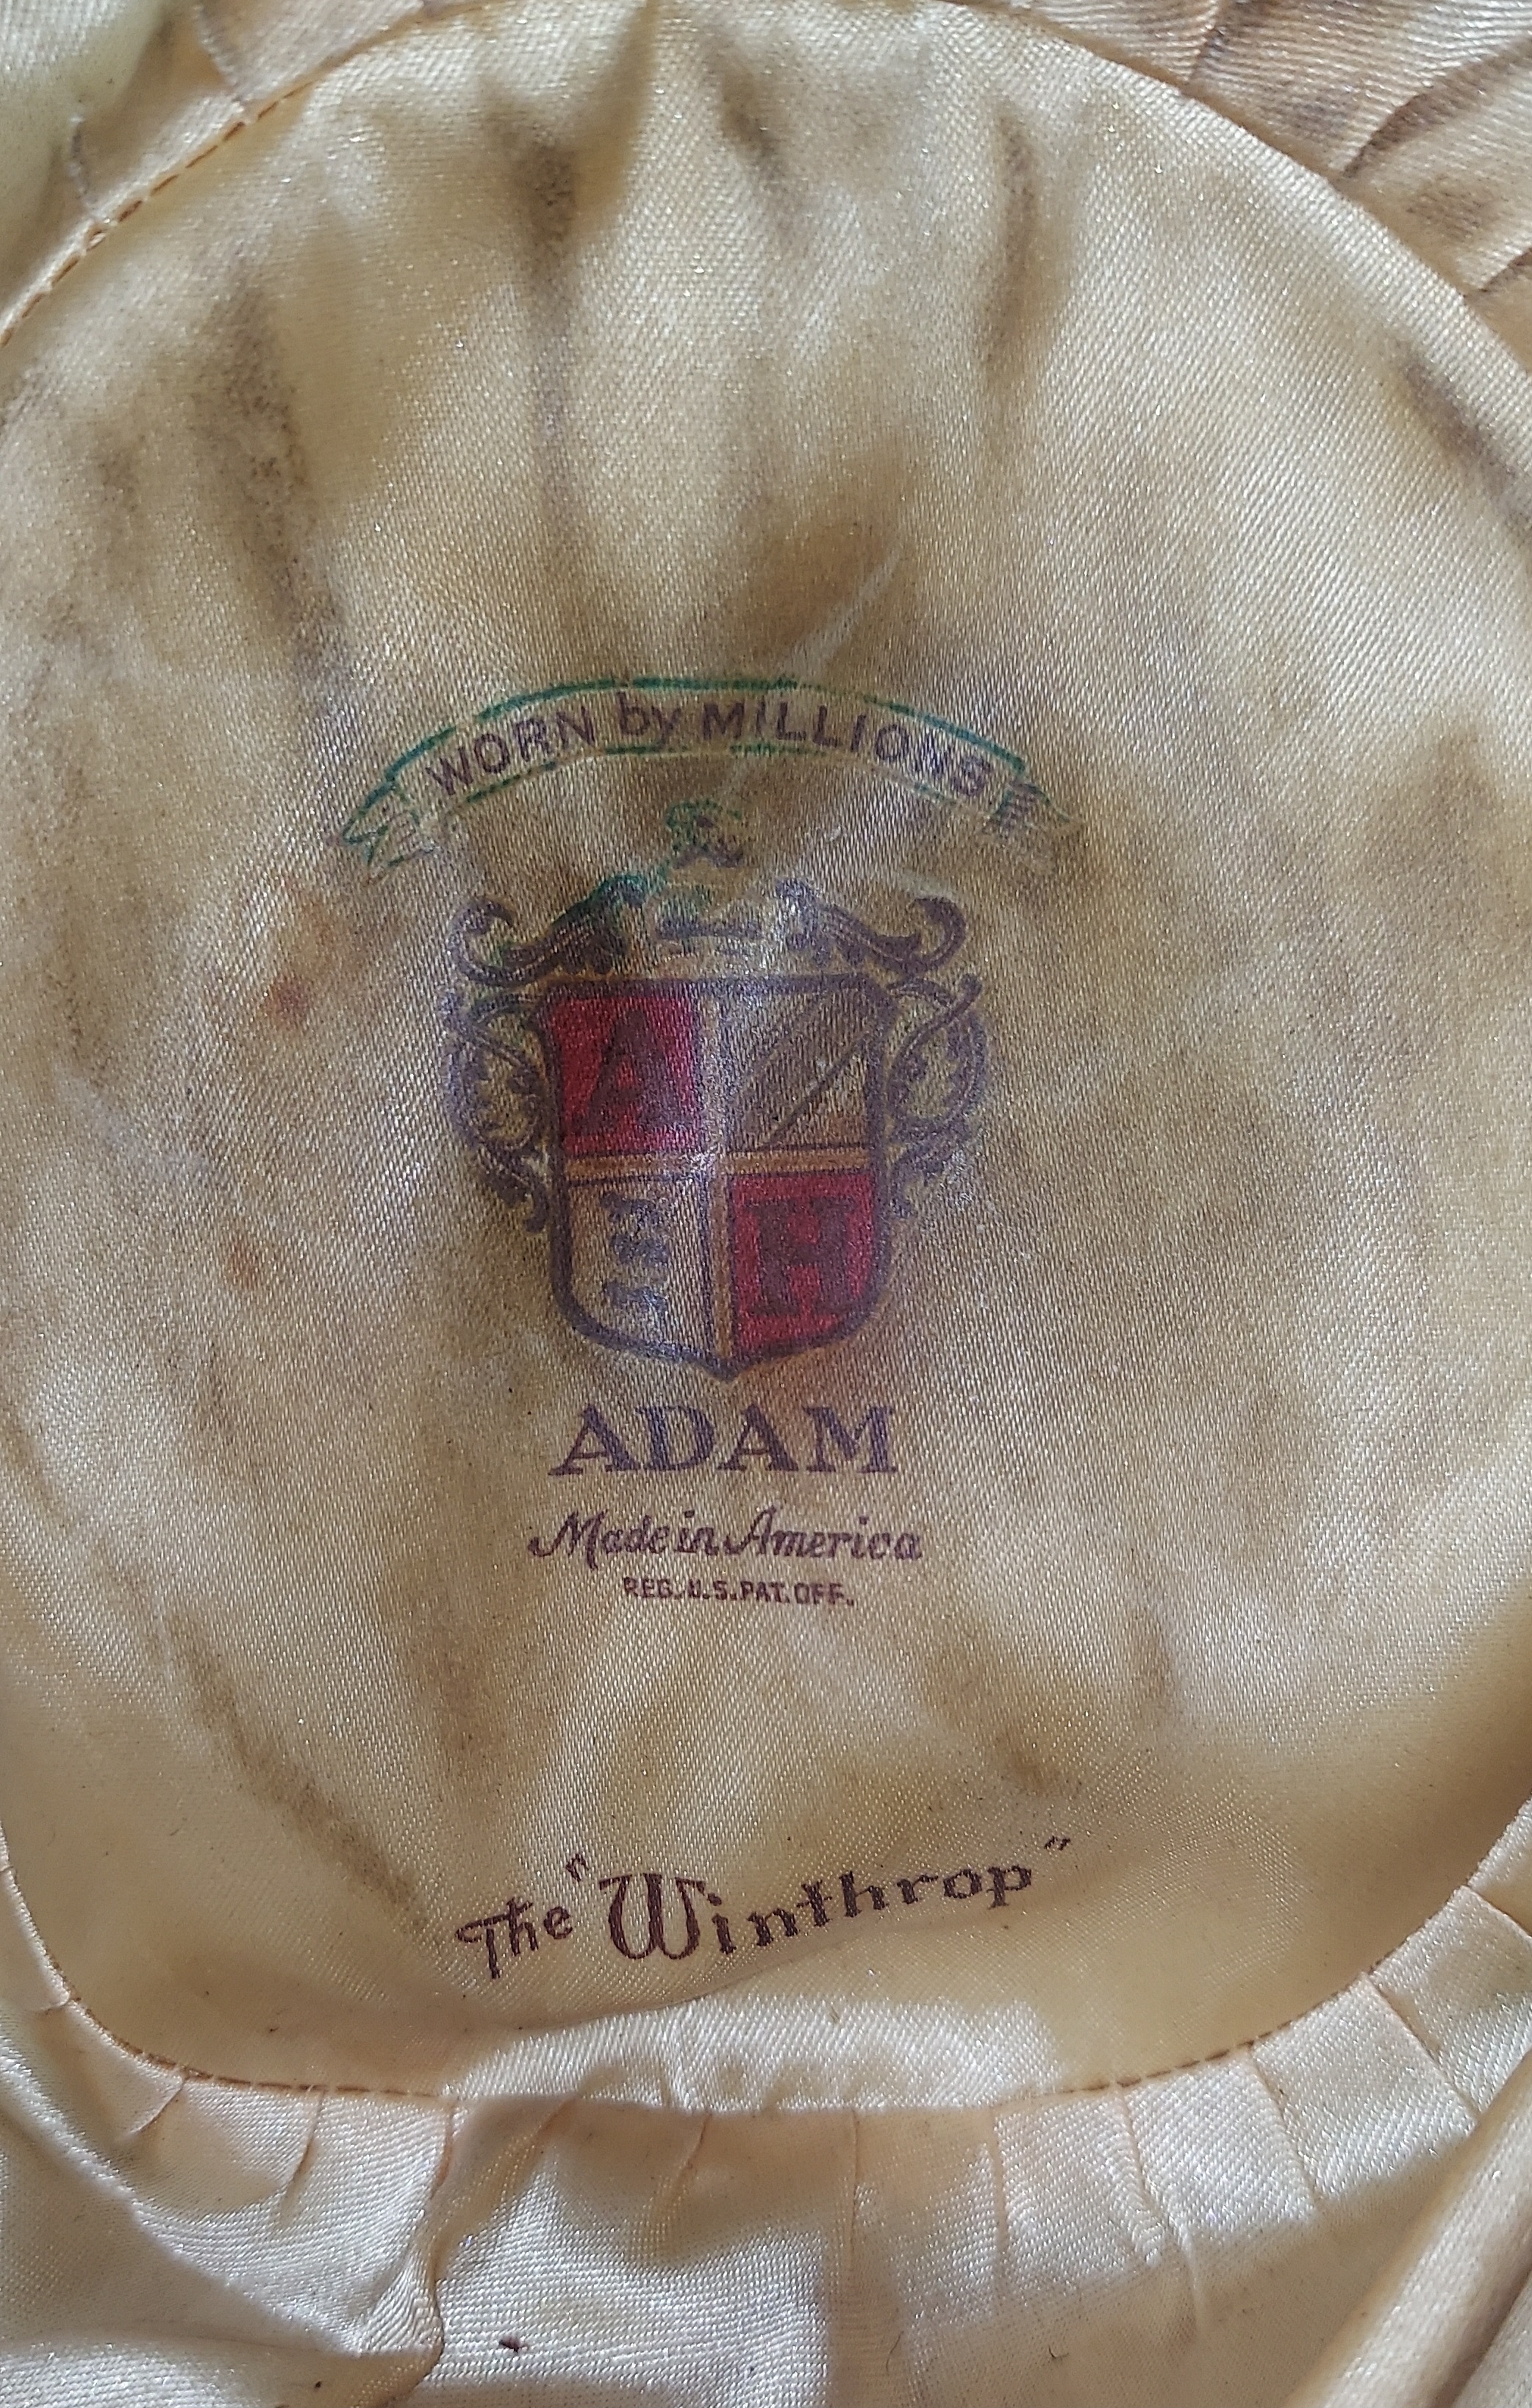 WORN by MILLIONS
A
H
ADAM
Made in America
REG. U.S. PAT. OFF.
The "Winthrop"